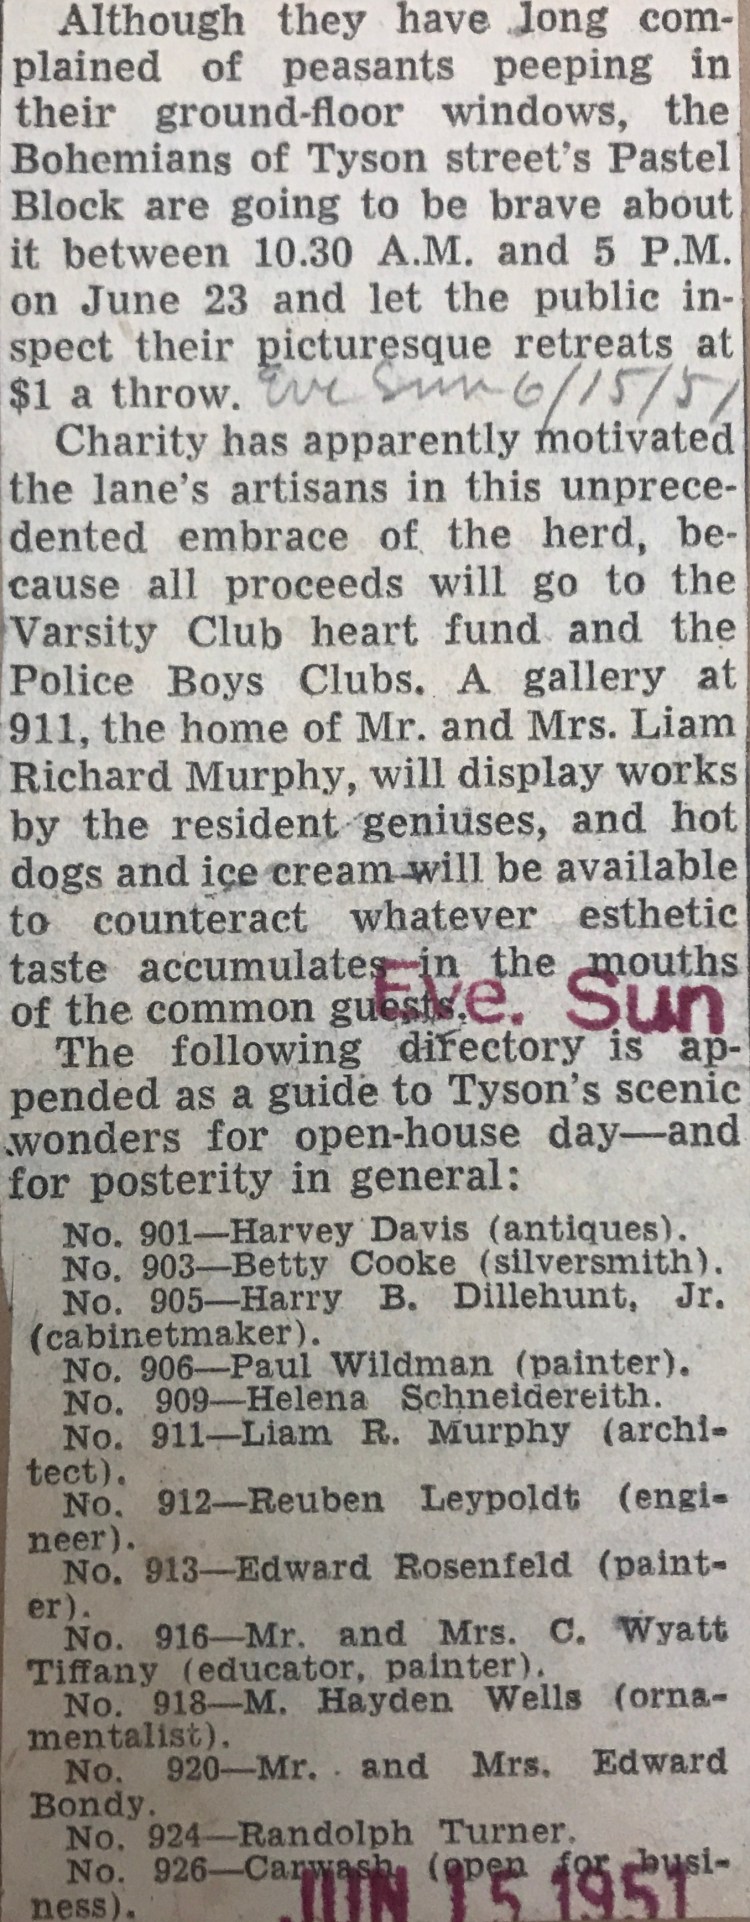 Although they have long com-
plained of peasants peeping in
their ground-floor windows, the
Bohemians of Tyson street's Pastel
Block are going to be brave about
it between 10.30 A.M. and 5 P.M.
on June 23 and let the public in-
spect their picturesque retreats at
$1 a throw. Eve Sun 6/15/51
Charity has apparently motivated
the lane's artisans in this unprece-
dented embrace of the herd, be-
cause all proceeds will go to the
Varsity Club heart fund and the
Police Boys Clubs. A gallery at
911, the home of Mr. and Mrs. Liam
Richard Murphy, will display works
by the resident geniuses, and hot
dogs and ice cream will be available
to counteract whatever esthetic
taste accumulates in the mouths
of the common guests.
Eve. Sun
The following directory is ap-
pended as a guide to Tyson's scenic
wonders for open-house day—and
for posterity in general:
No. 901—Harvey Davis (antiques).
No. 903—Betty Cooke (silversmith).
No. 905—Harry B. Dillehunt, Jr.
(cabinetmaker).
No. 906—Paul Wildman (painter).
No. 909—Helena Schneidereith.
No. 911—Liam R. Murphy (archi-
tect).
No. 912—Reuben Leypoldt (engi-
neer).
No. 913—Edward Rosenfeld (paint-
er).
No. 916—Mr. and Mrs. C. Wyatt
Tiffany (educator, painter).
No. 918—M. Hayden Wells (orna-
mentalist).
No. 920—Mr. and Mrs. Edward
Bondy.
No. 924—Randolph Turner.
No. 926—Carwash (open for busi-
ness).
JUN 15 1951